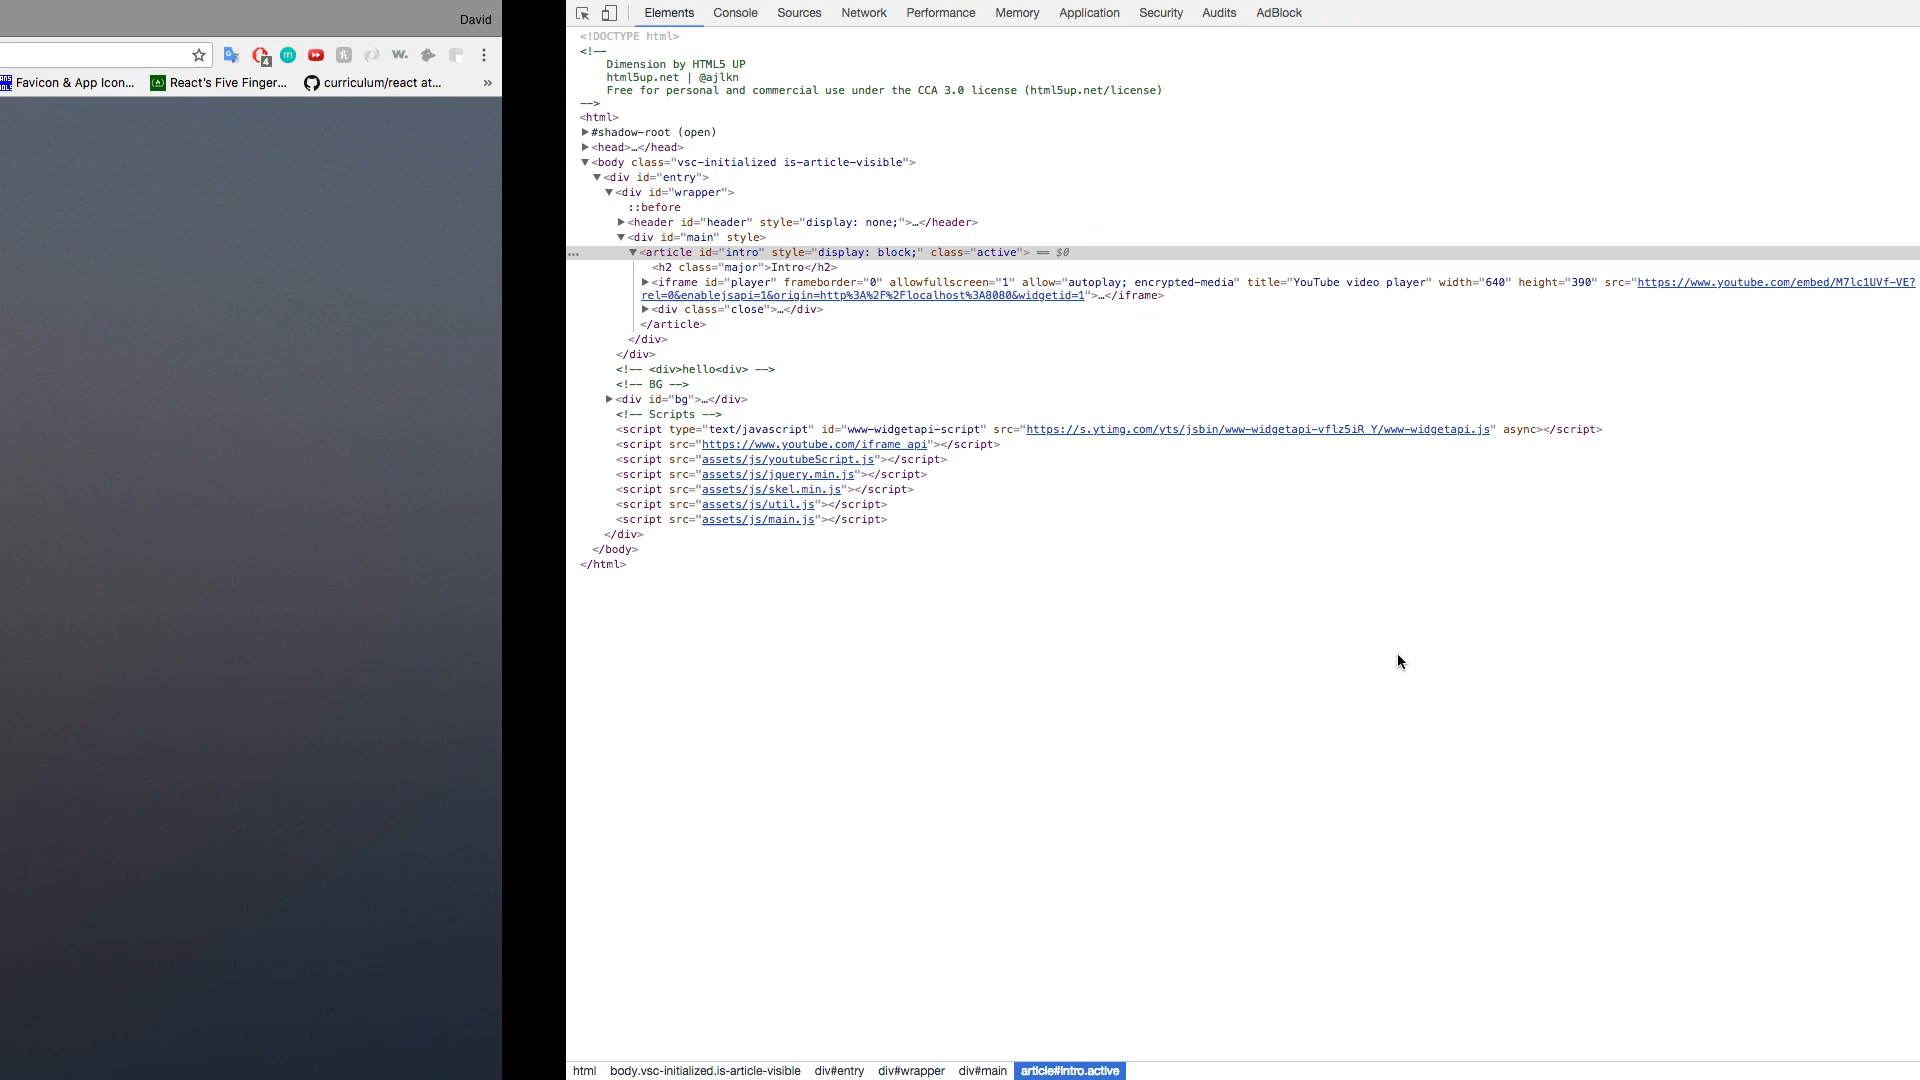 David
4
Favicon & App Icon...
React's Five Finger...
curriculum/react at...
»
Elements Console Sources Network Performance Memory Application Security Audits AdBlock
<!DOCTYPE html>
<!--
Dimension by HTML5 UP
html5up.net | @ajlkn
Free for personal and commercial use under the CCA 3.0 license (html5up.net/license)
-->
<html>
▶#shadow-root (open)
▶<head>…</head>
▼<body class="vsc-initialized is-article-visible">
▼<div id="entry">
▼<div id="wrapper">
::before
▶<header id="header" style="display: none;">…</header>
▼<div id="main" style>
… ▼<article id="intro" style="display: block;" class="active"> == $0
<h2 class="major">Intro</h2>
▶<iframe id="player" frameborder="0" allowfullscreen="1" allow="autoplay; encrypted-media" title="YouTube video player" width="640" height="390" src="https://www.youtube.com/embed/M7lc1UVf-VE?
rel=0&enablejsapi=1&origin=http%3A%2F%2Flocalhost%3A8080&widgetid=1">…</iframe>
▶<div class="close">…</div>
</article>
</div>
</div>
<!-- <div>hello<div> -->
<!-- BG -->
▶<div id="bg">…</div>
<!-- Scripts -->
<script type="text/javascript" id="www-widgetapi-script" src="https://s.ytimg.com/yts/jsbin/www-widgetapi-vflz5iR_Y/www-widgetapi.js" async></script>
<script src="https://www.youtube.com/iframe_api"></script>
<script src="assets/js/youtubeScript.js"></script>
<script src="assets/js/jquery.min.js"></script>
<script src="assets/js/skel.min.js"></script>
<script src="assets/js/util.js"></script>
<script src="assets/js/main.js"></script>
</div>
</body>
</html>
html body.vsc-initialized.is-article-visible div#entry div#wrapper div#main article#intro.active